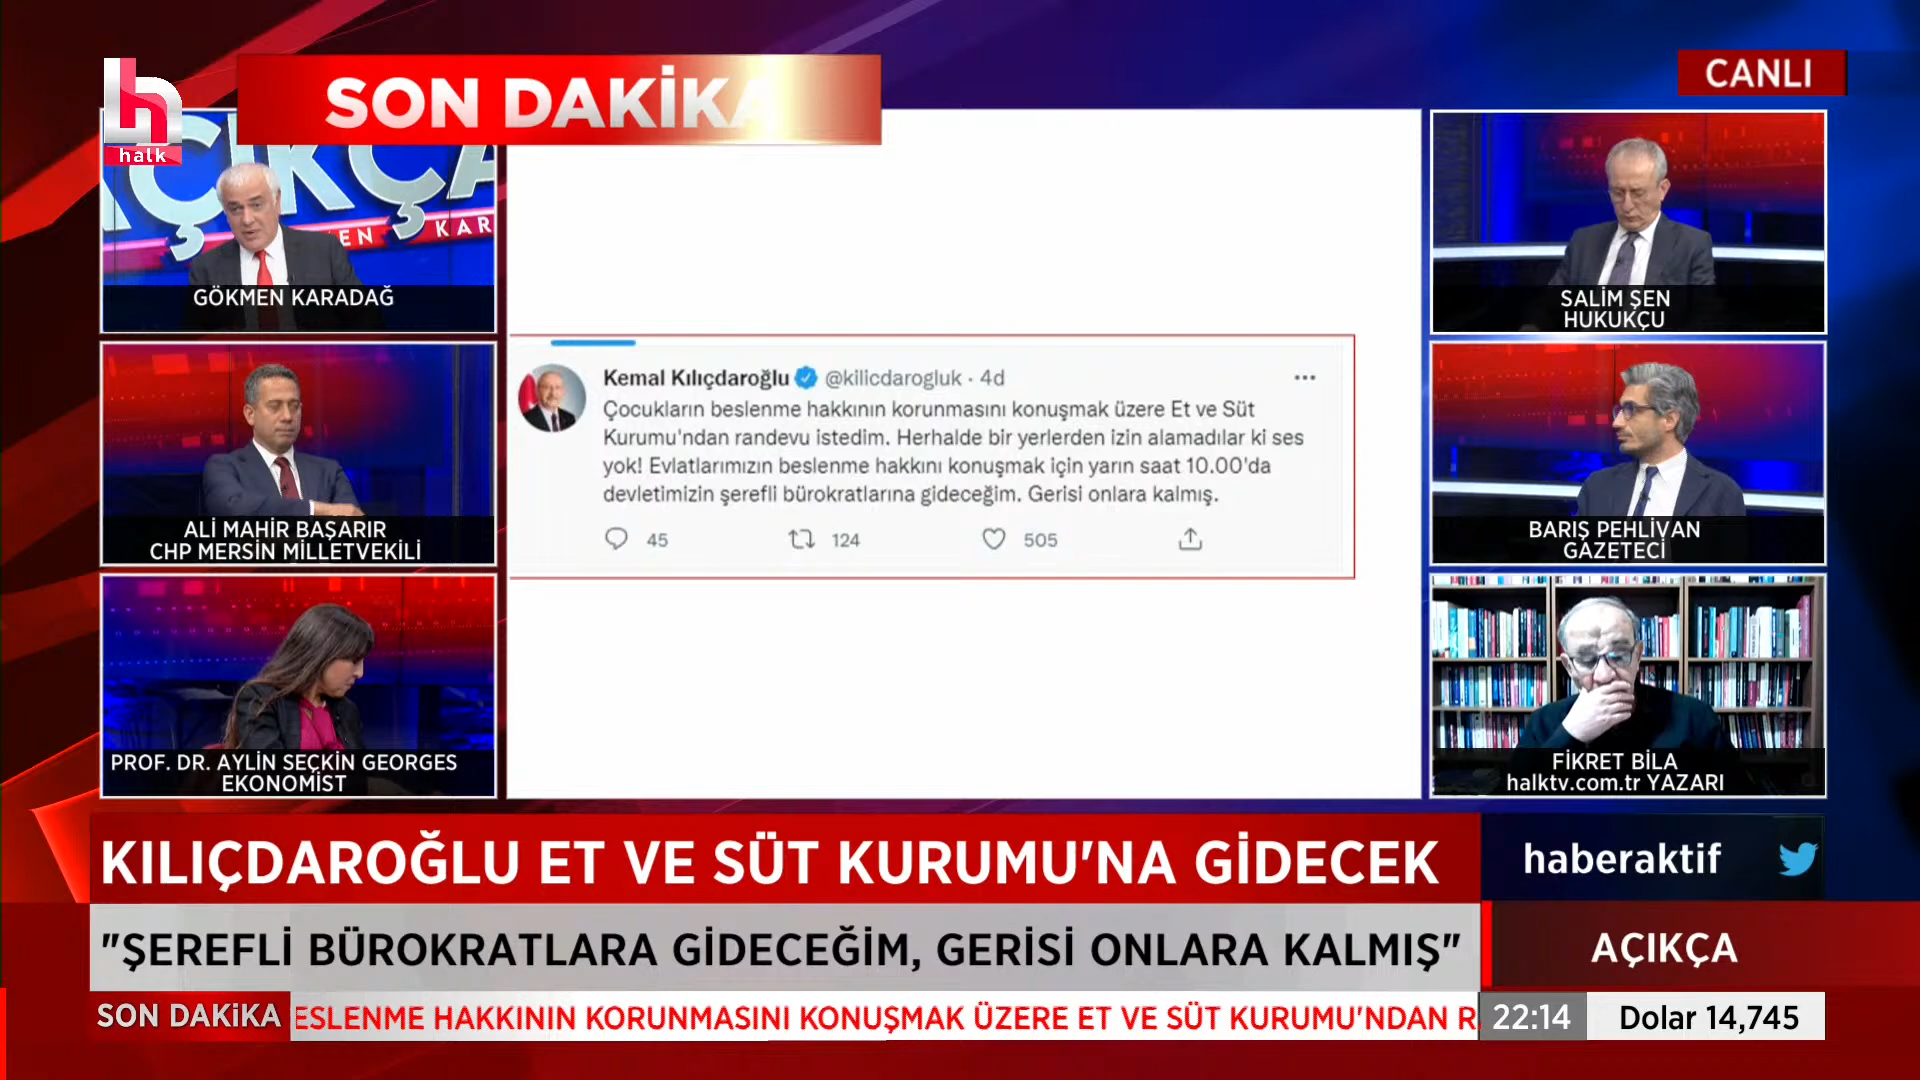 h
halk
SON DAKİKA
CANLI
AÇIKÇA
EN KAR
GÖKMEN KARADAĞ
ALİ MAHİR BAŞARIR
CHP MERSİN MİLLETVEKİLİ
PROF. DR. AYLİN SEÇKİN GEORGES
EKONOMİST
Kemal Kılıçdaroğlu @kilicdarogluk · 4d
Çocukların beslenme hakkının korunmasını konuşmak üzere Et ve Süt
Kurumu'ndan randevu istedim. Herhalde bir yerlerden izin alamadılar ki ses
yok! Evlatlarımızın beslenme hakkını konuşmak için yarın saat 10.00'da
devletimizin şerefli bürokratlarına gideceğim. Gerisi onlara kalmış.
45 124 505
SALİM ŞEN
HUKUKÇU
BARIŞ PEHLİVAN
GAZETECİ
FİKRET BİLA
halktv.com.tr YAZARI
KILIÇDAROĞLU ET VE SÜT KURUMU'NA GİDECEK
haberaktif
"ŞEREFLİ BÜROKRATLARA GİDECEĞİM, GERİSİ ONLARA KALMIŞ"
AÇIKÇA
SON DAKİKA ESLENME HAKKININ KORUNMASINI KONUŞMAK ÜZERE ET VE SÜT KURUMU'NDAN R
22:14 Dolar 14,745